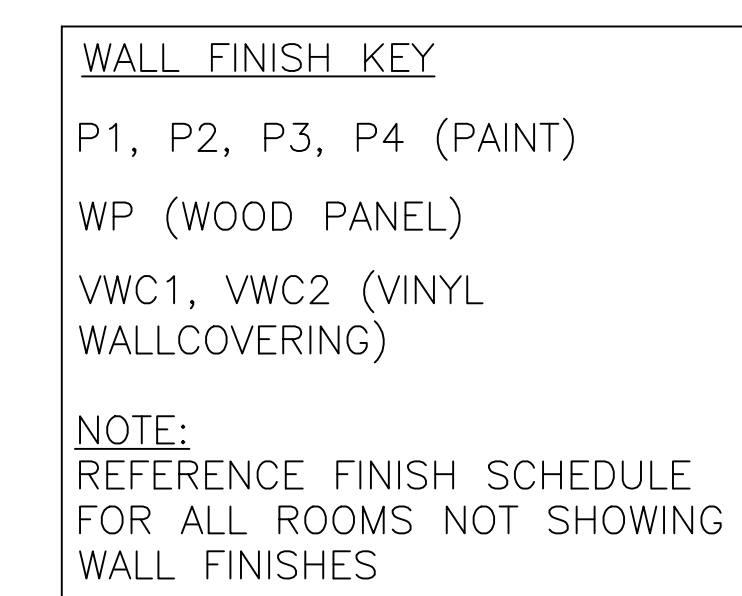 WALL FINISH KEY
P1, P2, P3, P4 (PAINT)
WP (WOOD PANEL)
VWC1, VWC2 (VINYL
WALLCOVERING)
NOTE:
REFERENCE FINISH SCHEDULE
FOR ALL ROOMS NOT SHOWING
WALL FINISHES